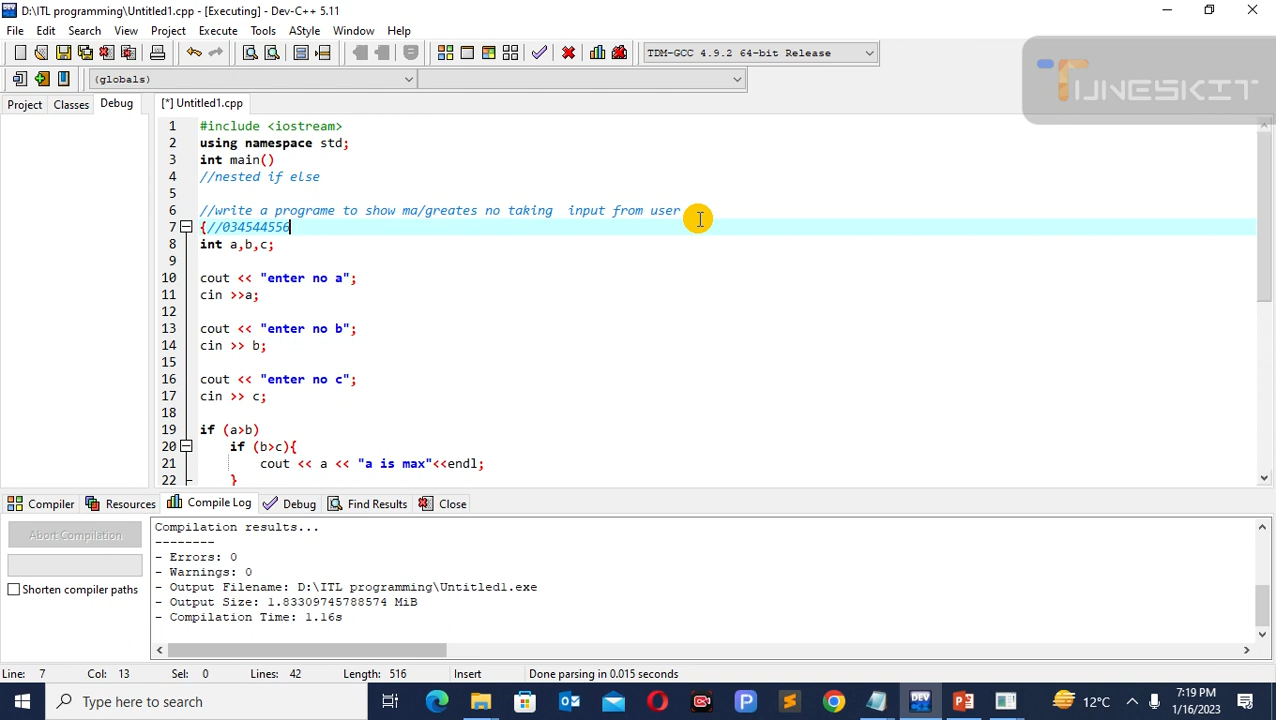 D:\ITL programming\Untitled1.cpp - [Executing] - Dev-C++ 5.11
File Edit Search View Project Execute Tools AStyle Window Help
TDM-GCC 4.9.2 64-bit Release
(globals)
TUNESKIT
Project Classes Debug
[*] Untitled1.cpp
1 #include <iostream>
2 using namespace std;
3 int main()
4 //nested if else
5
6 //write a programe to show ma/greates no taking  input from user
7 {//034544556
8 int a,b,c;
9
10 cout << "enter no a";
11 cin >>a;
12
13 cout << "enter no b";
14 cin >> b;
15
16 cout << "enter no c";
17 cin >> c;
18
19 if (a>b)
20 if (b>c){
21 cout << a << "a is max"<<endl;
22 }
Compiler Resources Compile Log Debug Find Results Close
Abort Compilation
Shorten compiler paths
Compilation results...
--------
- Errors: 0
- Warnings: 0
- Output Filename: D:\ITL programming\Untitled1.exe
- Output Size: 1.83309745788574 MiB
- Compilation Time: 1.16s
Line: 7 Col: 13 Sel: 0 Lines: 42 Length: 516 Insert Done parsing in 0.015 seconds
Type here to search
12°C
7:19 PM
1/16/2023